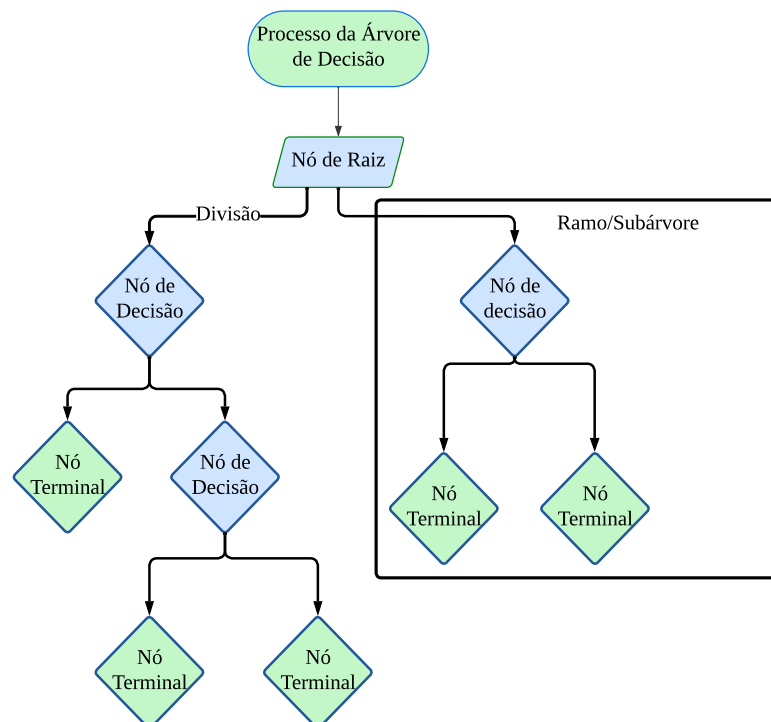 Processo da Árvore
de Decisão
Nó de Raiz
Divisão
Ramo/Subárvore
Nó de
Decisão
Nó de
decisão
Nó
Terminal
Nó de
Decisão
Nó
Terminal
Nó
Terminal
Nó
Terminal
Nó
Terminal